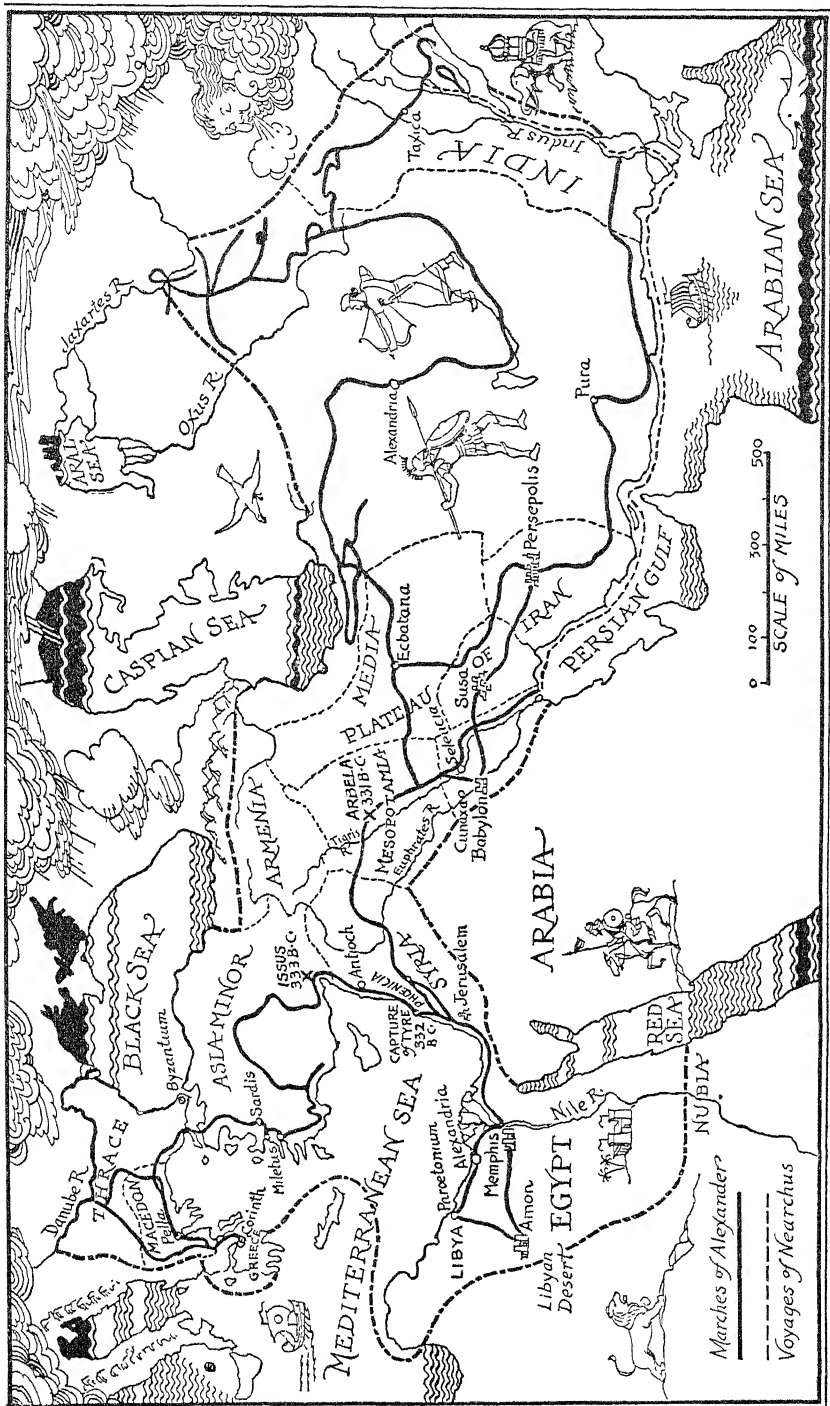 Danube R.
THRACE
MACEDON
Pella
GREECE
Corinth
Byzantium
BLACK SEA
ASIA MINOR
Sardis
Miletus
MEDITERRANEAN SEA
ISSUS
333 B.C.
Antioch
PHOENICIA
CAPTURE
of TYRE
332
B.C.
SYRIA
Jerusalem
Paroetonium
Alexandria
LIBYA
Memphis
Amon
Libyan
Desert
EGYPT
Nile R.
NUBIA
RED
SEA
ARABIA
ARMENIA
Tigris
R.
ARBELA
331 B.C.
MESOPOTAMIA
Euphrates R.
Cunaxa
Babylon
Seleucia
Susa
MEDIA
Ecbatana
PLATEAU
OF
IRAN
Persepolis
PERSIAN GULF
CASPIAN SEA
ARAL
SEA
Oxus R.
Jaxartes R.
Alexandria
Pura
Taxica
INDIA
Indus R.
ARABIAN SEA
Marches of Alexander
Voyages of Nearchus
0 100 300 500
SCALE of MILES